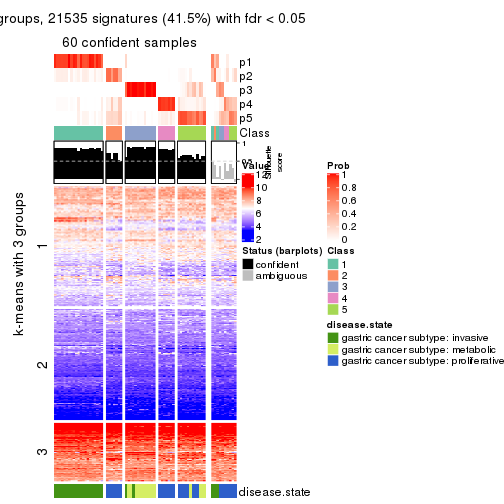 groups, 21535 signatures (41.5%) with fdr < 0.05
60 confident samples
p1
p2
p3
p4
p5
Class
1
0.5
Silhouette
score
k-means with 3 groups
1
2
3
disease.state
Value
12
10
8
6
4
2
Status (barplots)
confident
ambiguous
Prob
1
0.8
0.6
0.4
0.2
0
Class
1
2
3
4
5
disease.state
gastric cancer subtype: invasive
gastric cancer subtype: metabolic
gastric cancer subtype: proliferative